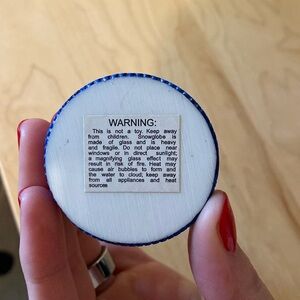 WARNING:
This is not a toy. Keep away
from children. Snowglobe is
made of glass and is heavy
and fragile. Do not place near
windows or in direct sunlight;
a magnifying glass effect may
result in risk of fire. Heat may
cause air bubbles to form and
the water to cloud; keep away
from all appliances and heat
sources